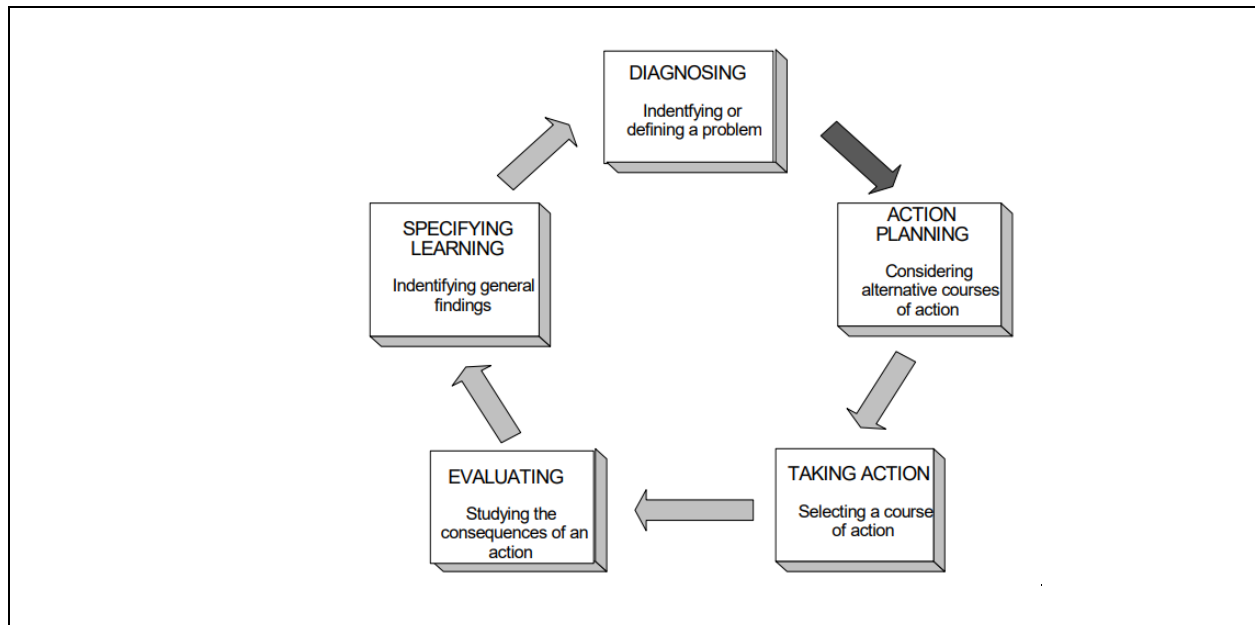 DIAGNOSING
Indentfying or
defining a problem
ACTION
PLANNING
Considering
alternative courses
of action
TAKING ACTION
Selecting a course
of action
EVALUATING
Studying the
consequences of an
action
SPECIFYING
LEARNING
Indentifying general
findings